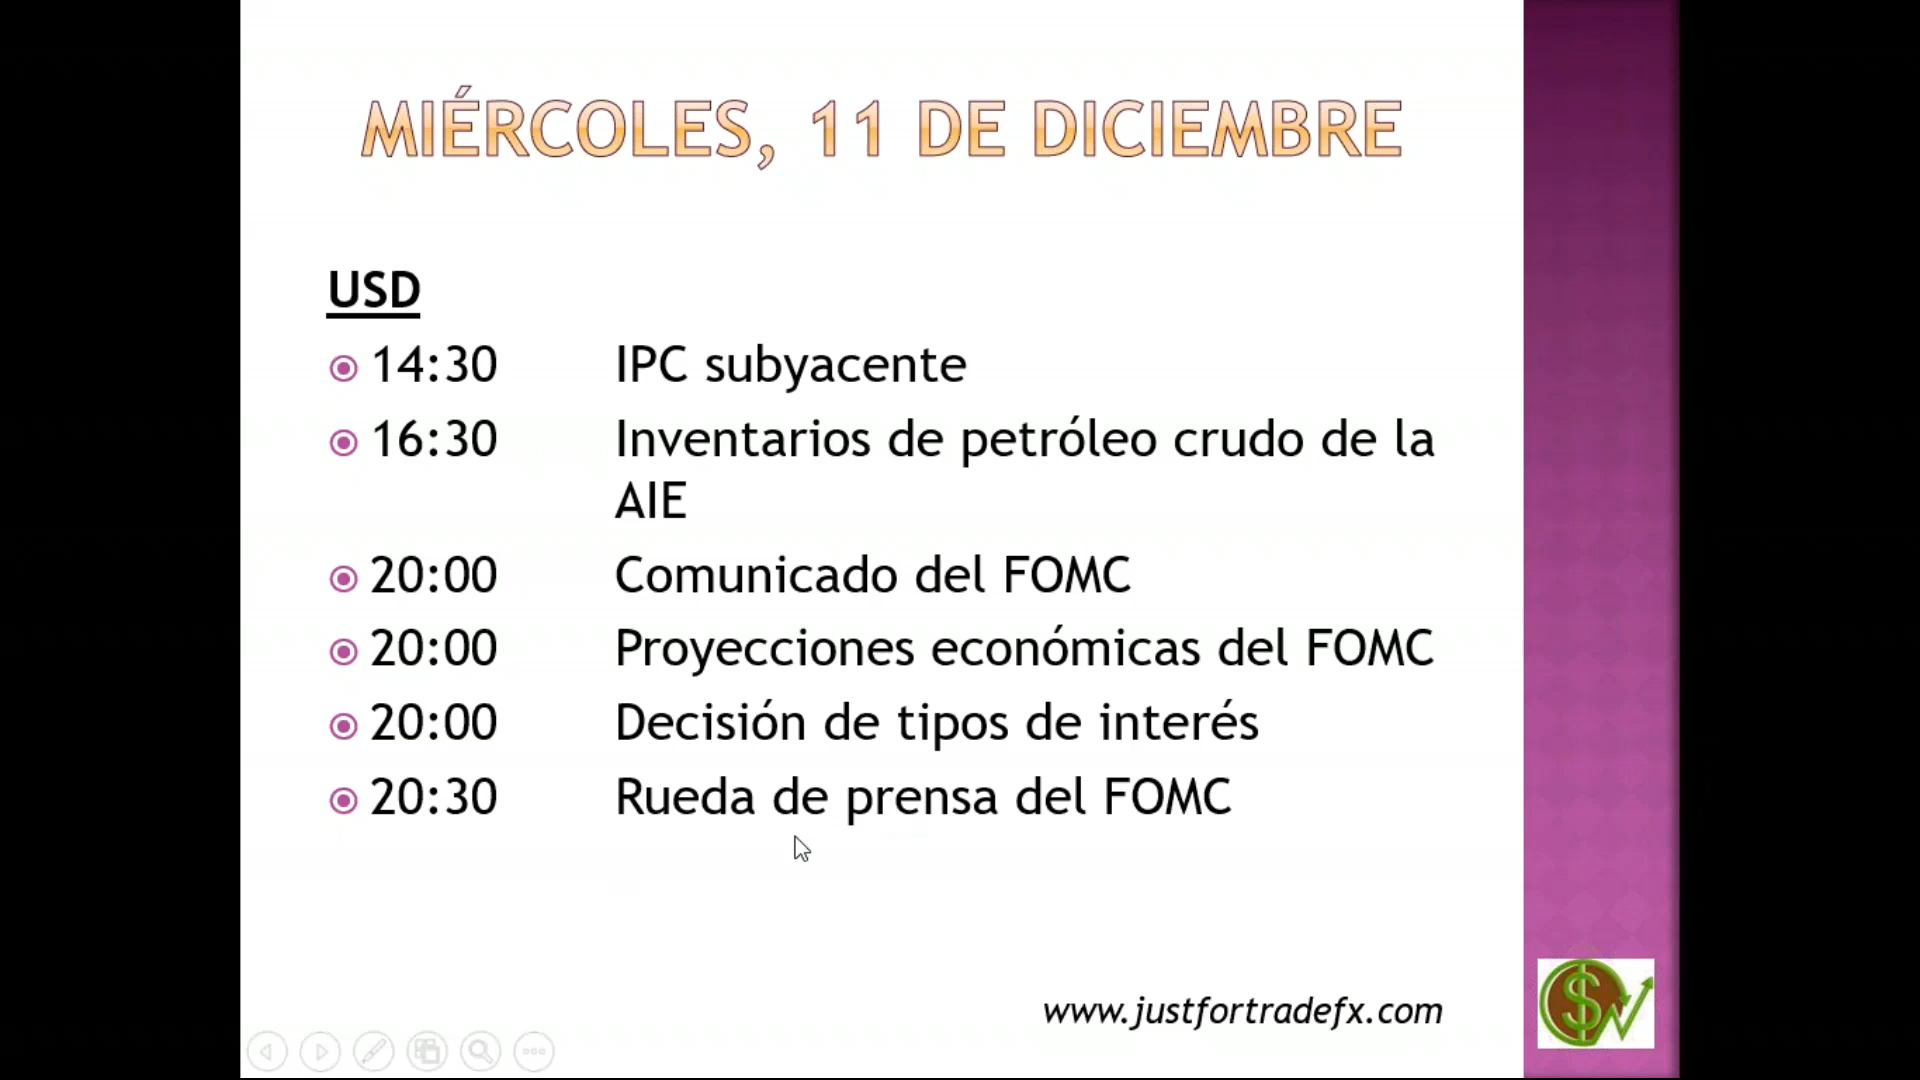 MIÉRCOLES, 11 DE DICIEMBRE
USD
14:30 IPC subyacente
16:30 Inventarios de petróleo crudo de la
AIE
20:00 Comunicado del FOMC
20:00 Proyecciones económicas del FOMC
20:00 Decisión de tipos de interés
20:30 Rueda de prensa del FOMC
www.justfortradefx.com